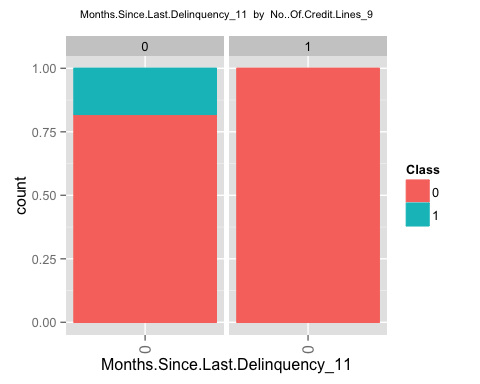 Months.Since.Last.Delinquency_11 by No..Of.Credit.Lines_9
0 1
1.00
0.75
0.50
0.25
0.00
count
Class
0
1
0 0
Months.Since.Last.Delinquency_11